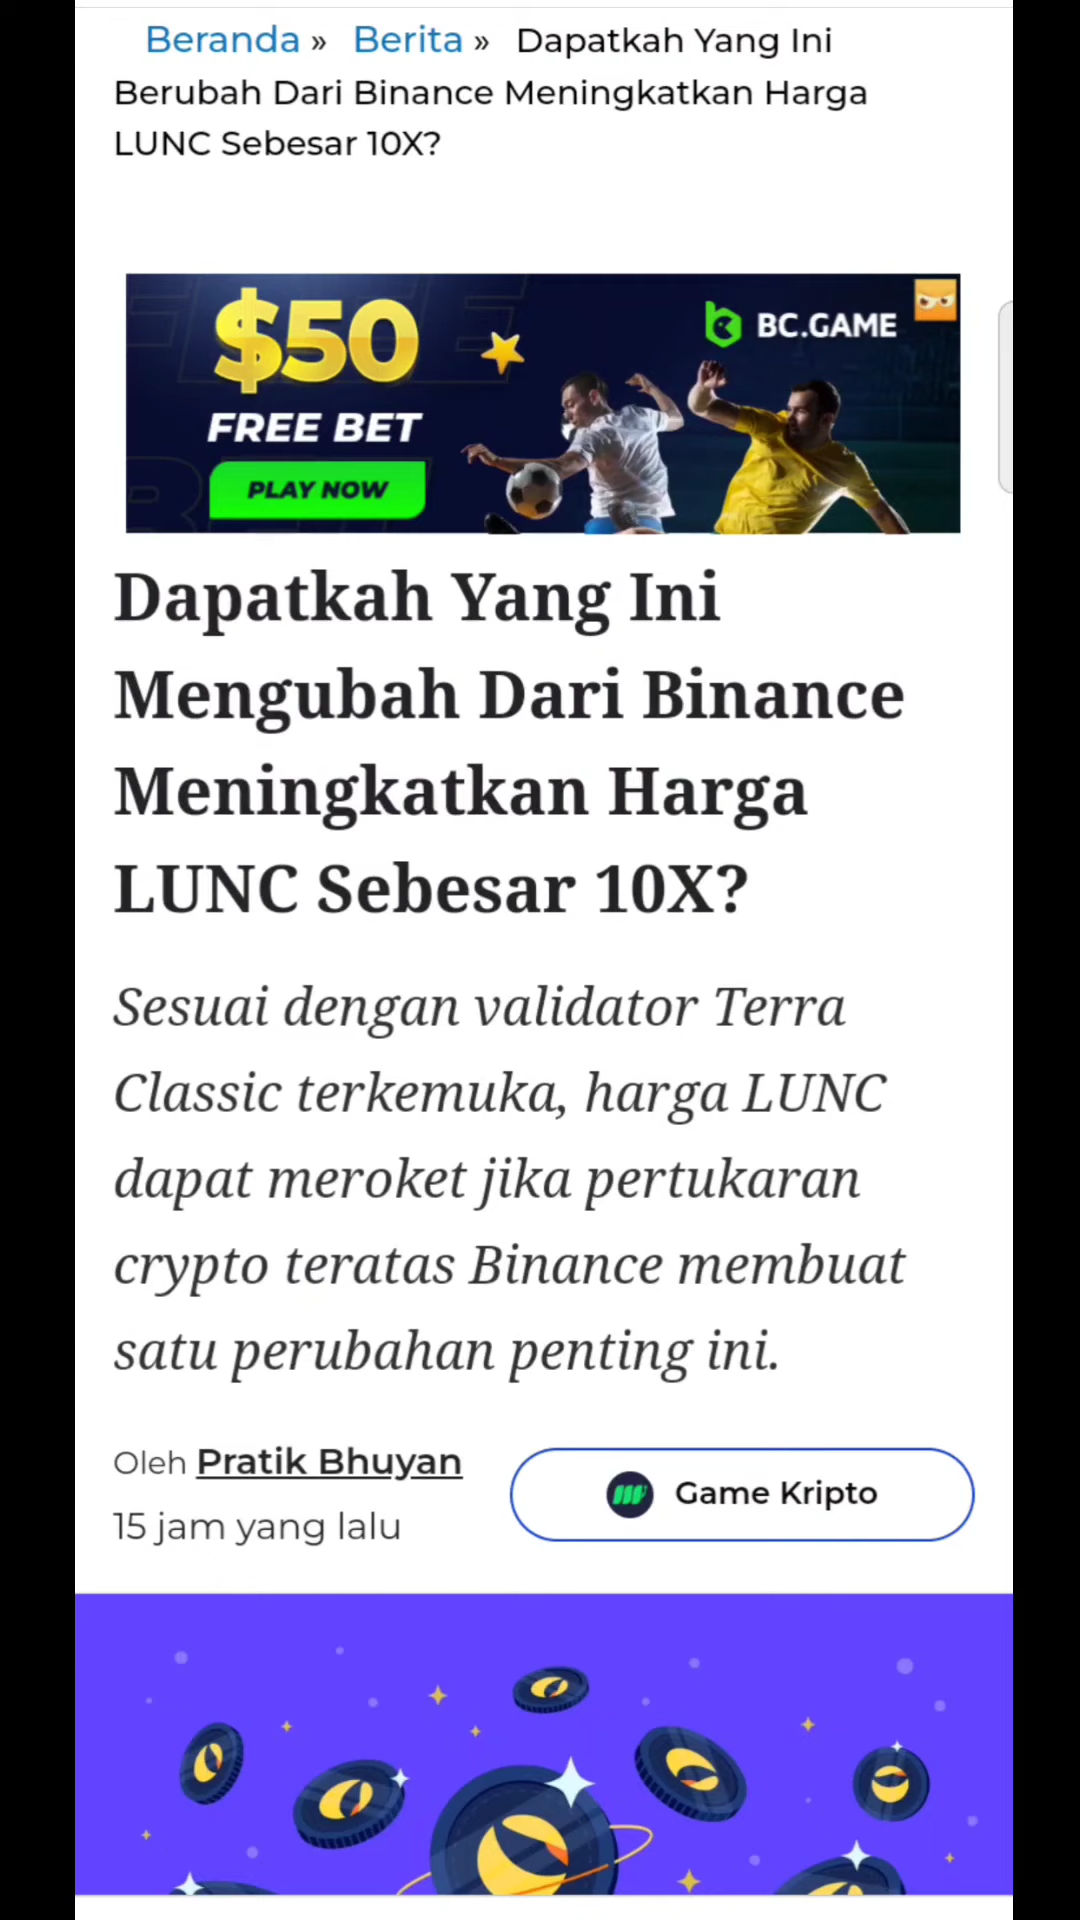 Beranda » Berita » Dapatkah Yang Ini
Berubah Dari Binance Meningkatkan Harga
LUNC Sebesar 10X?
$50
FREE BET
PLAY NOW
BC.GAME
Dapatkah Yang Ini
Mengubah Dari Binance
Meningkatkan Harga
LUNC Sebesar 10X?
Sesuai dengan validator Terra
Classic terkemuka, harga LUNC
dapat meroket jika pertukaran
crypto teratas Binance membuat
satu perubahan penting ini.
Oleh Pratik Bhuyan
15 jam yang lalu
Game Kripto